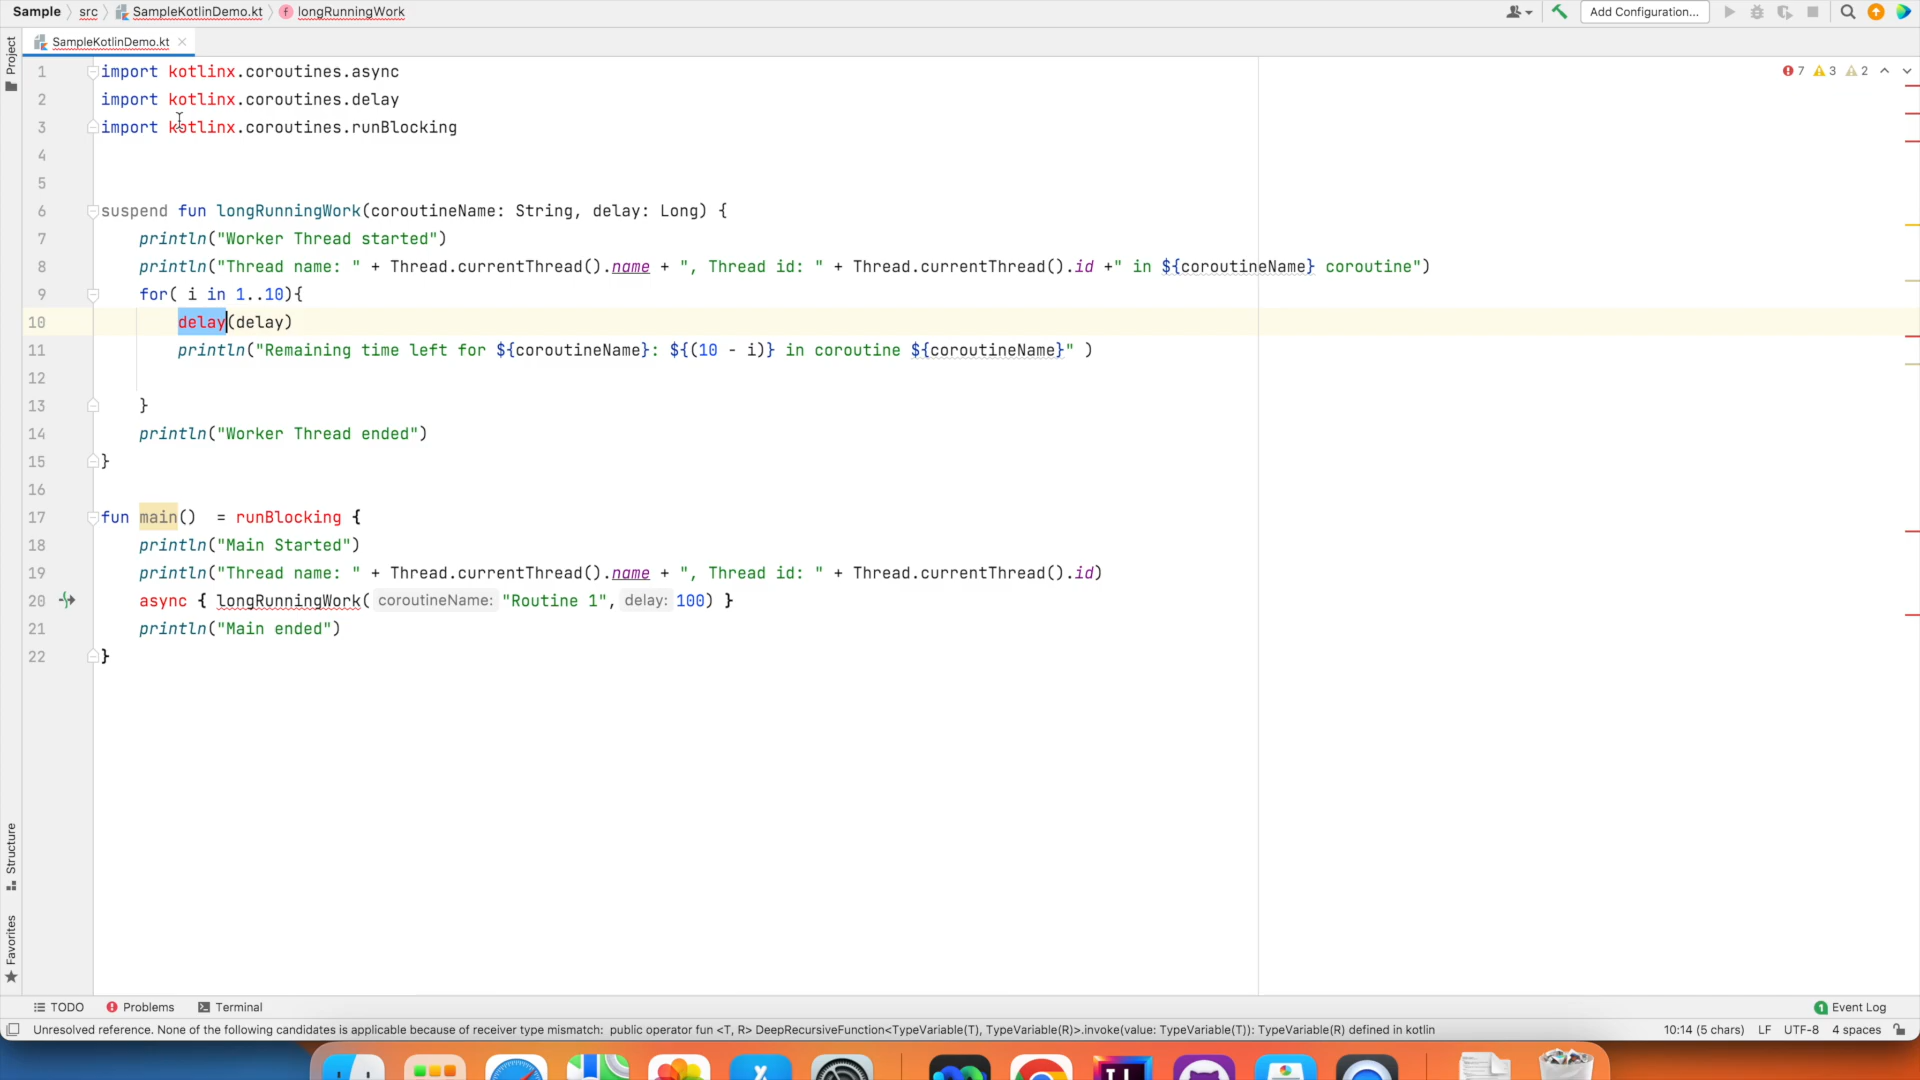 Sample src SampleKotlinDemo.kt longRunningWork Add Configuration...
SampleKotlinDemo.kt
Project
1 import kotlinx.coroutines.async
7 3 2
2 import kotlinx.coroutines.delay
3 import kotlinx.coroutines.runBlocking
4
5
6 suspend fun longRunningWork(coroutineName: String, delay: Long) {
7 println("Worker Thread started")
8 println("Thread name: " + Thread.currentThread().name + ", Thread id: " + Thread.currentThread().id +" in ${coroutineName} coroutine")
9 for( i in 1..10){
10 delay(delay)
11 println("Remaining time left for ${coroutineName}: ${(10 - i)} in coroutine ${coroutineName}" )
12
13 }
14 println("Worker Thread ended")
15 }
16
17 fun main()  = runBlocking {
18 println("Main Started")
19 println("Thread name: " + Thread.currentThread().name + ", Thread id: " + Thread.currentThread().id)
20 async { longRunningWork( coroutineName: "Routine 1", delay: 100) }
21 println("Main ended")
22 }
Structure
Favorites
TODO Problems Terminal 1 Event Log
Unresolved reference. None of the following candidates is applicable because of receiver type mismatch: public operator fun <T, R> DeepRecursiveFunction<TypeVariable(T), TypeVariable(R)>.invoke(value: TypeVariable(T)): TypeVariable(R) defined in kotlin 10:14 (5 chars) LF UTF-8 4 spaces